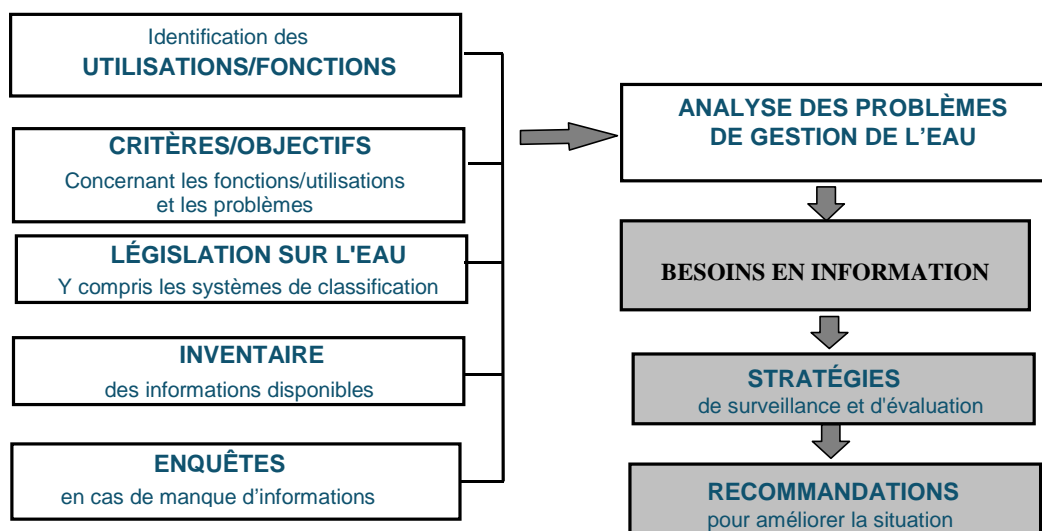 Identification des
UTILISATIONS/FONCTIONS
CRITÈRES/OBJECTIFS
Concernant les fonctions/utilisations
et les problèmes
LÉGISLATION SUR L'EAU
Y compris les systèmes de classification
INVENTAIRE
des informations disponibles
ENQUÊTES
en cas de manque d’informations
ANALYSE DES PROBLÈMES
DE GESTION DE L’EAU
BESOINS EN INFORMATION
STRATÉGIES
de surveillance et d'évaluation
RECOMMANDATIONS
pour améliorer la situation